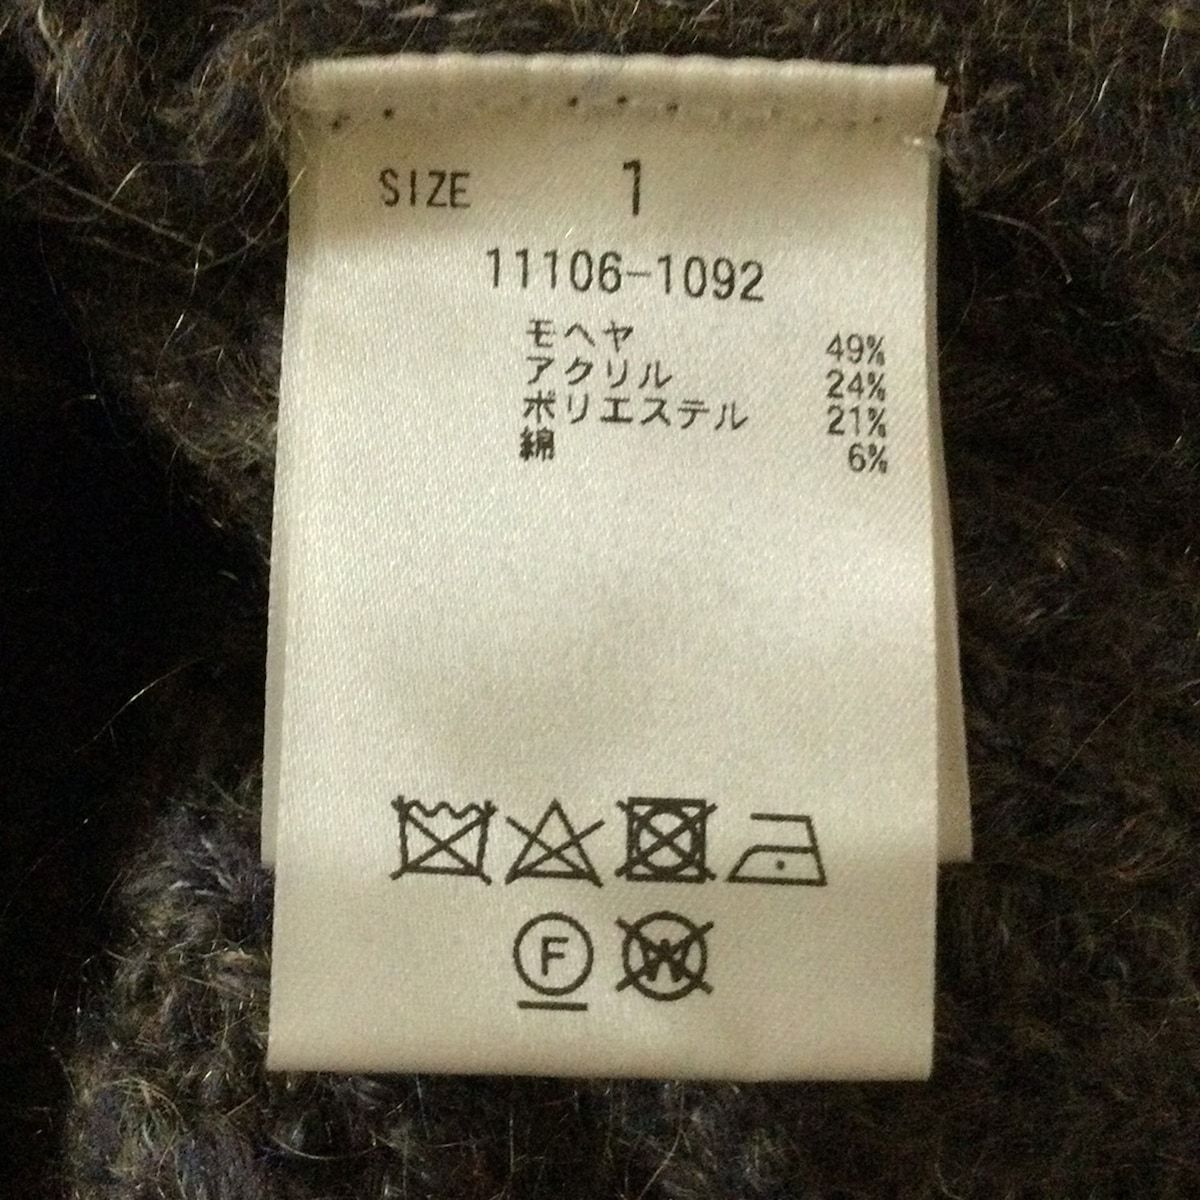 SIZE 1
11106-1092
モヘヤ 49%
アクリル 24%
ポリエステル 21%
綿 6%
F W